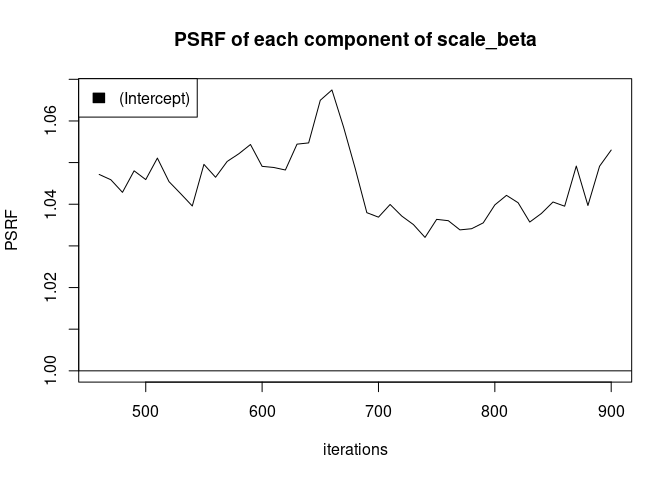 PSRF of each component of scale_beta
(Intercept)
PSRF
1.06
1.04
1.02
1.00
500 600 700 800 900
iterations